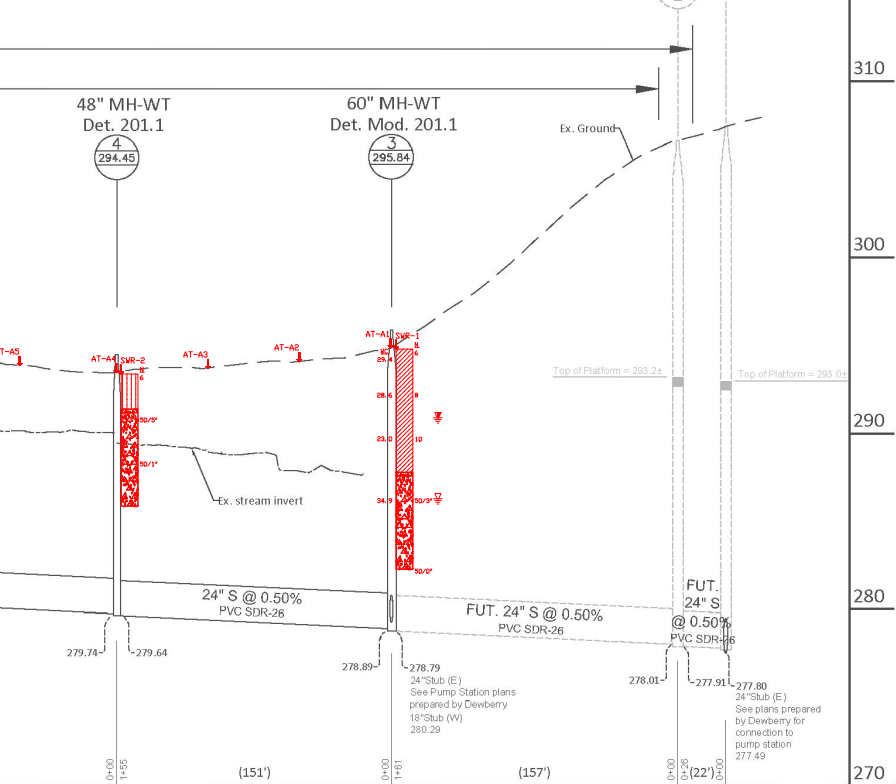 310
48" MH-WT
Det. 201.1
4
294.45
60" MH-WT
Det. Mod. 201.1
3
295.84
Ex. Ground
300
T-A5
AT-A4
SWR-2
6
50/5"
50/1"
AT-A3
AT-A2
AT-A1
SWR-1
MC
6
29.4
28.6
8
23.0
10
34.9
50/3"
50/0"
Top of Platform = 293.2±
Top of Platform = 293.0±
290
Ex. stream invert
24" S @ 0.50%
PVC SDR-26
FUT. 24" S @ 0.50%
PVC SDR-26
FUT.
24" S
@ 0.50%
PVC SDR-26
280
279.74
279.64
278.89
278.79
24"Stub (E)
See Pump Station plans
prepared by Dewberry
18"Stub (W)
280.29
278.01
277.91
277.80
24"Stub (E)
See plans prepared
by Dewberry for
connection to
pump station
277.49
0+00
1+55
(151')
0+00
1+61
(157')
0+00
0+26
(22')
0+00
270